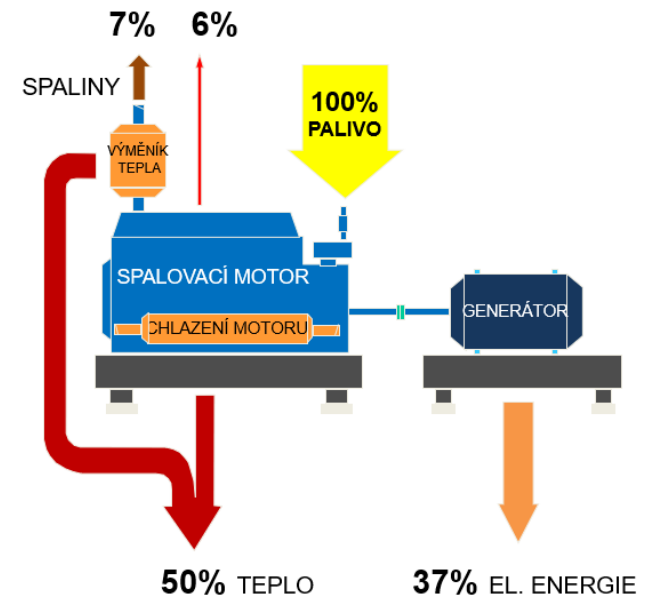 7% 6%
SPALINY
100%
PALIVO
VÝMĚNÍK
TEPLA
SPALOVACÍ MOTOR
CHLAZENÍ MOTORU
GENERÁTOR
50% TEPLO
37% EL. ENERGIE